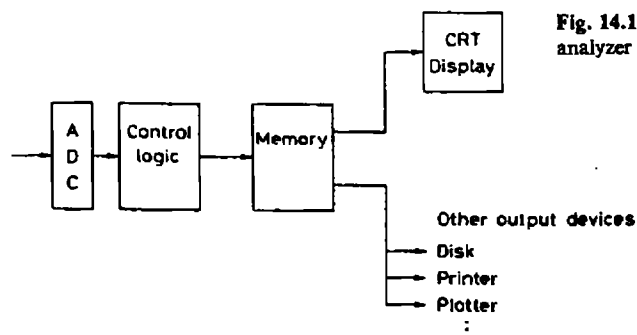 Fig. 14.1
analyzer
CRT
Display
A
D
C
Control
logic
Memory
Other output devices
Disk
Printer
Plotter
: